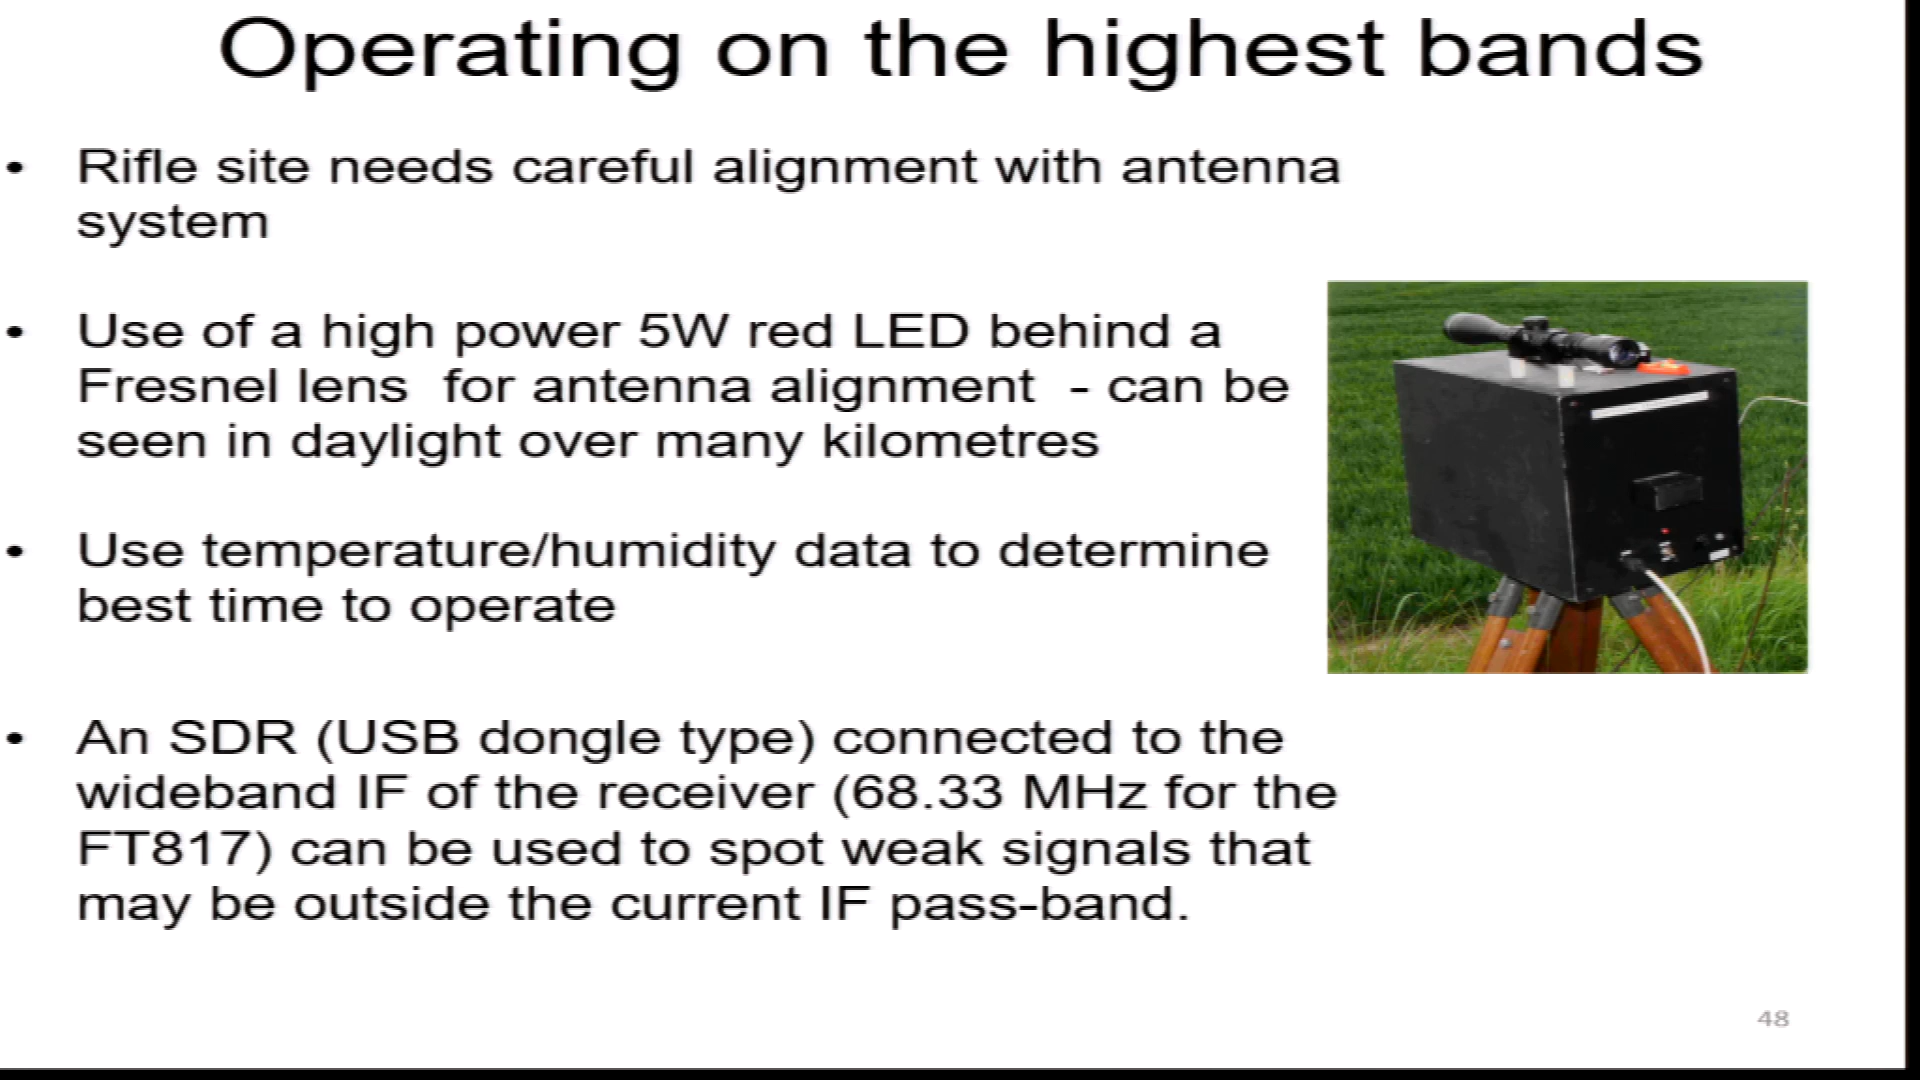 Operating on the highest bands
• Rifle site needs careful alignment with antenna
system
• Use of a high power 5W red LED behind a
Fresnel lens for antenna alignment - can be
seen in daylight over many kilometres
• Use temperature/humidity data to determine
best time to operate
• An SDR (USB dongle type) connected to the
wideband IF of the receiver (68.33 MHz for the
FT817) can be used to spot weak signals that
may be outside the current IF pass-band.
48